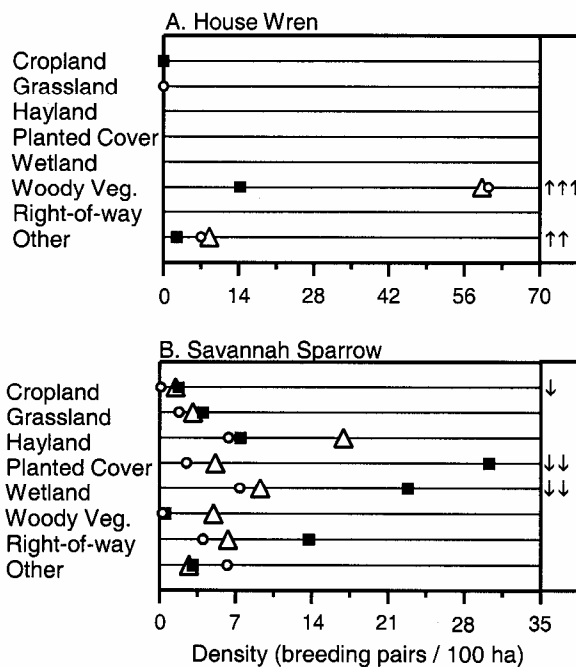 A. House Wren
Cropland
Grassland
Hayland
Planted Cover
Wetland
Woody Veg. ↑↑↑
Right-of-way
Other ↑↑
0 14 28 42 56 70
B. Savannah Sparrow
Cropland ↓
Grassland
Hayland
Planted Cover ↓↓
Wetland ↓↓
Woody Veg.
Right-of-way
Other
0 7 14 21 28 35
Density (breeding pairs / 100 ha)